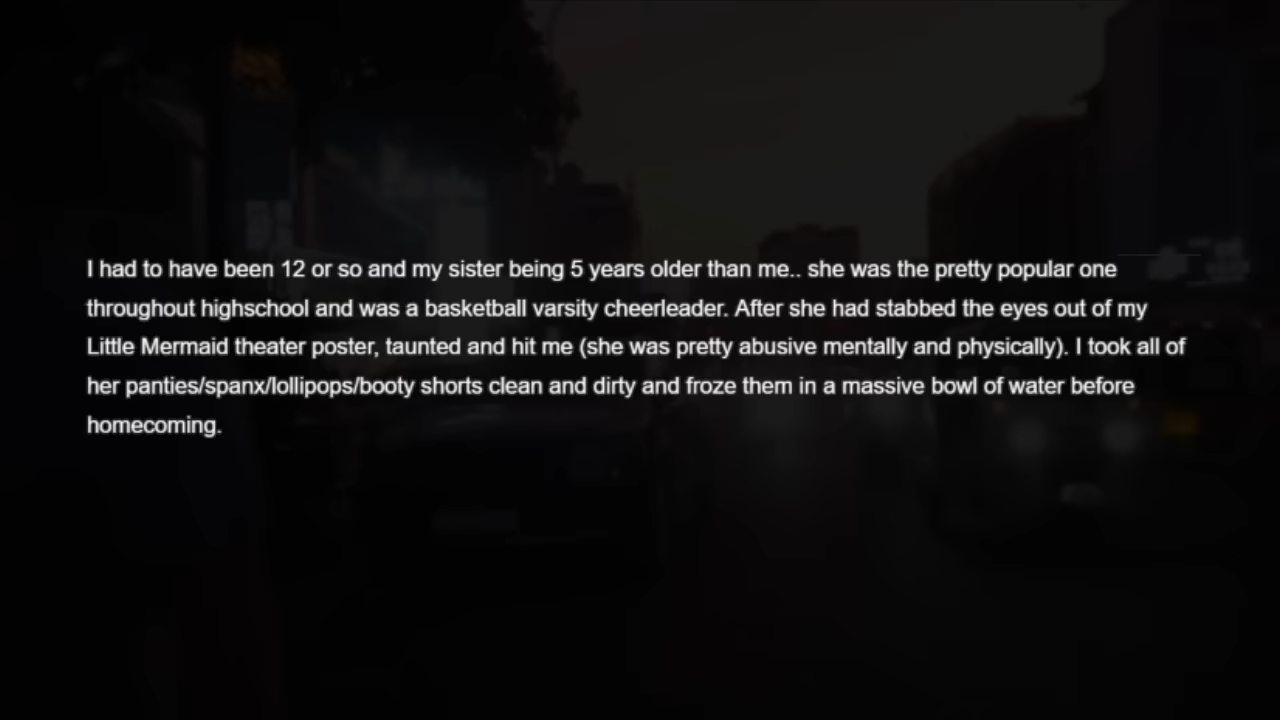 I had to have been 12 or so and my sister being 5 years older than me.. she was the pretty popular one
throughout highschool and was a basketball varsity cheerleader. After she had stabbed the eyes out of my
Little Mermaid theater poster, taunted and hit me (she was pretty abusive mentally and physically). I took all of
her panties/spanx/lollipops/booty shorts clean and dirty and froze them in a massive bowl of water before
homecoming.